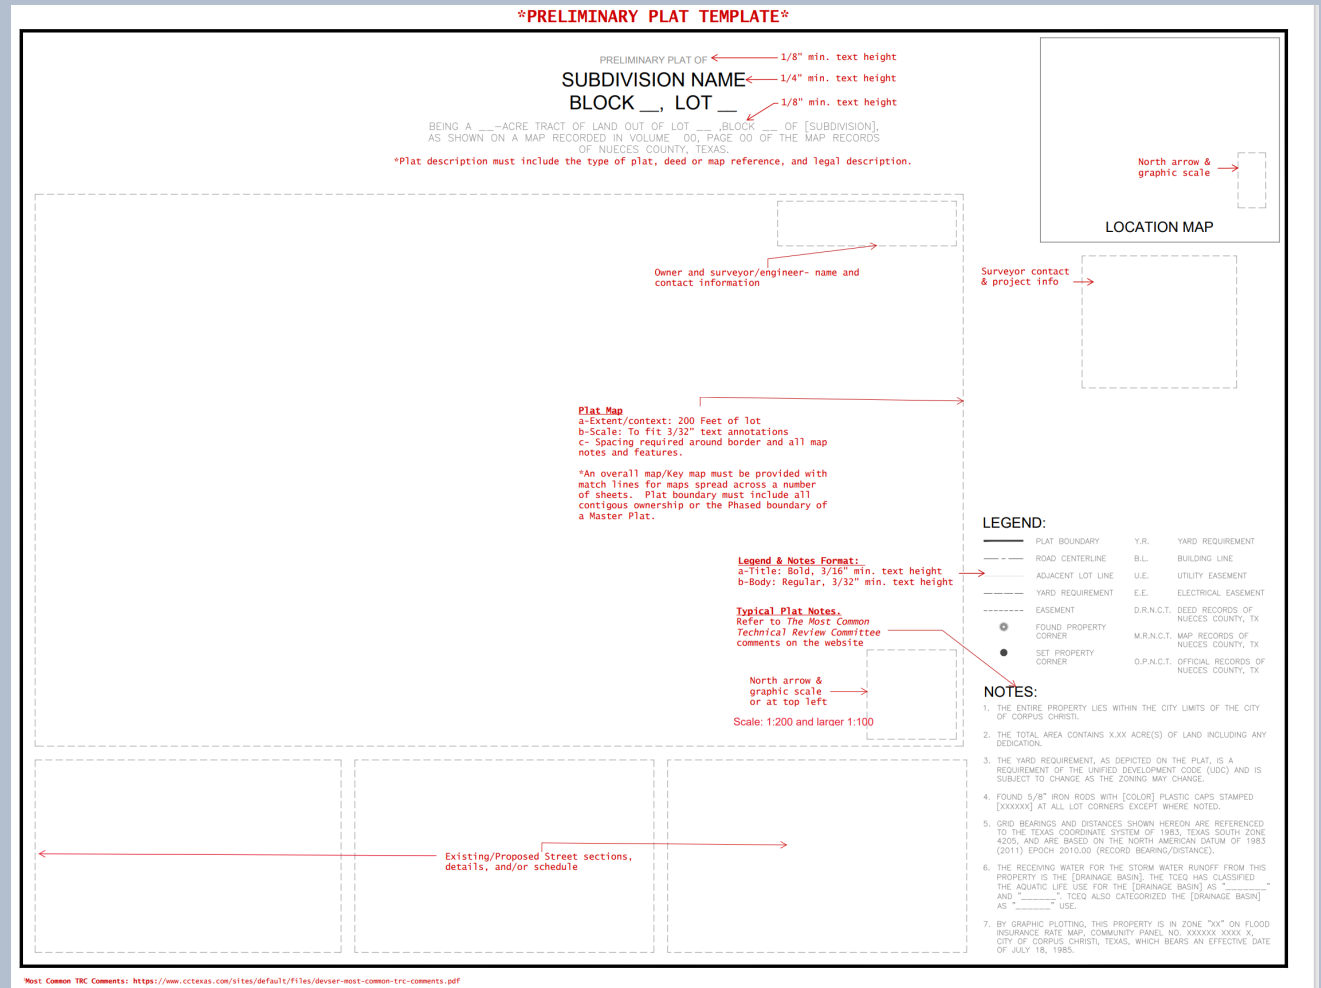 *PRELIMINARY PLAT TEMPLATE*
PRELIMINARY PLAT OF
1/8" min. text height
SUBDIVISION NAME
1/4" min. text height
BLOCK __, LOT __
1/8" min. text height
BEING A __-ACRE TRACT OF LAND OUT OF LOT __ ,BLOCK __ OF [SUBDIVISION],
AS SHOWN ON A MAP RECORDED IN VOLUME 00, PAGE 00 OF THE MAP RECORDS
OF NUECES COUNTY, TEXAS.
*Plat description must include the type of plat, deed or map reference, and legal description.
North arrow &
graphic scale
LOCATION MAP
Owner and surveyor/engineer- name and
contact information
Surveyor contact
& project info
Plat Map
a-Extent/context: 200 Feet of lot
b-Scale: To fit 3/32" text annotations
c- Spacing required around border and all map
notes and features.
*An overall map/Key map must be provided with
match lines for maps spread across a number
of sheets. Plat boundary must include all
contigous ownership or the Phased boundary of
a Master Plat.
Legend & Notes Format:
a-Title: Bold, 3/16" min. text height
b-Body: Regular, 3/32" min. text height
Typical Plat Notes.
Refer to The Most Common
Technical Review Committee
comments on the website
North arrow &
graphic scale
or at top left
Scale: 1:200 and larger 1:100
LEGEND:
PLAT BOUNDARY
ROAD CENTERLINE
ADJACENT LOT LINE
YARD REQUIREMENT
EASEMENT
FOUND PROPERTY
CORNER
SET PROPERTY
CORNER
Y.R. YARD REQUIREMENT
B.L. BUILDING LINE
U.E. UTILITY EASEMENT
E.E. ELECTRICAL EASEMENT
D.R.N.C.T. DEED RECORDS OF
NUECES COUNTY, TX
M.R.N.C.T. MAP RECORDS OF
NUECES COUNTY, TX
O.P.N.C.T. OFFICIAL RECORDS OF
NUECES COUNTY, TX
NOTES:
1. THE ENTIRE PROPERTY LIES WITHIN THE CITY LIMITS OF THE CITY
OF CORPUS CHRISTI.
2. THE TOTAL AREA CONTAINS X.XX ACRE(S) OF LAND INCLUDING ANY
DEDICATION.
3. THE YARD REQUIREMENT, AS DEPICTED ON THE PLAT, IS A
REQUIREMENT OF THE UNIFIED DEVELOPMENT CODE (UDC) AND IS
SUBJECT TO CHANGE AS THE ZONING MAY CHANGE.
4. FOUND 5/8" IRON RODS WITH [COLOR] PLASTIC CAPS STAMPED
[XXXXXX] AT ALL LOT CORNERS EXCEPT WHERE NOTED.
5. GRID BEARINGS AND DISTANCES SHOWN HEREON ARE REFERENCED
TO THE TEXAS COORDINATE SYSTEM OF 1983, TEXAS SOUTH ZONE
4205, AND ARE BASED ON THE NORTH AMERICAN DATUM OF 1983
(2011) EPOCH 2010.00 (RECORD BEARING/DISTANCE).
6. THE RECEIVING WATER FOR THE STORM WATER RUNOFF FROM THIS
PROPERTY IS THE [DRAINAGE BASIN]. THE TCEQ HAS CLASSIFIED
THE AQUATIC LIFE USE FOR THE [DRAINAGE BASIN] AS "_______"
AND "______". TCEQ ALSO CATEGORIZED THE [DRAINAGE BASIN]
AS "______" USE.
7. BY GRAPHIC PLOTTING, THIS PROPERTY IS IN ZONE "XX" ON FLOOD
INSURANCE RATE MAP, COMMUNITY PANEL NO. XXXXXX XXXX X,
CITY OF CORPUS CHRISTI, TEXAS, WHICH BEARS AN EFFECTIVE DATE
OF JULY 18, 1985.
Existing/Proposed Street sections,
details, and/or schedule
*Most Common TRC Comments: https://www.cctexas.com/sites/default/files/devser-most-common-trc-comments.pdf